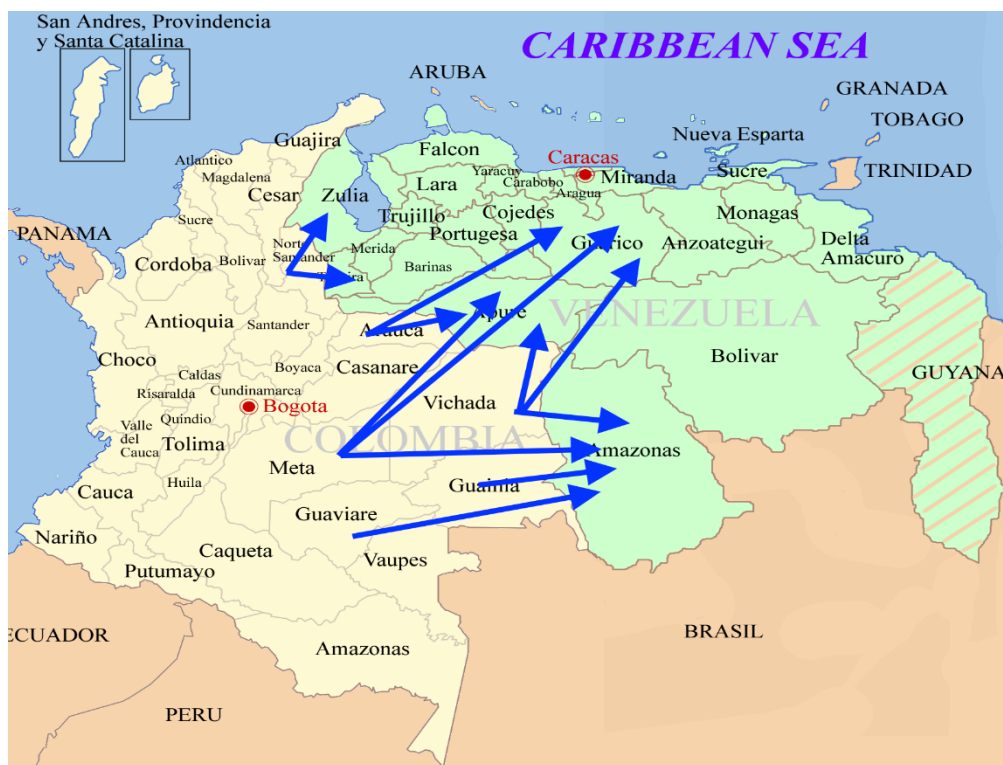 San Andres, Provindencia
y Santa Catalina
CARIBBEAN SEA
ARUBA
GRANADA
TOBAGO
TRINIDAD
Nueva Esparta
Guajira
Falcon
Caracas
Miranda
Sucre
Atlantico
Magdalena
Cesar
Zulia
Lara
Yaracuy
Carabobo
Aragua
Sucre
Trujillo
Cojedes
Portugesa
Monagas
PANAMA
Cordoba
Bolivar
Norte
Santander
Merida
Barinas
Guarico
Anzoategui
Delta
Amacuro
Tachira
Antioquia
Santander
Arauca
Apure
VENEZUELA
Bolivar
Choco
Caldas
Boyaca
Casanare
GUYANA
Risaralda
Cundinamarca
Bogota
Vichada
Quindio
Valle
del
Cauca
Tolima
COLOMBIA
Amazonas
Meta
Huila
Guainia
Cauca
Guaviare
Nariño
Caqueta
Vaupes
Putumayo
ECUADOR
Amazonas
BRASIL
PERU